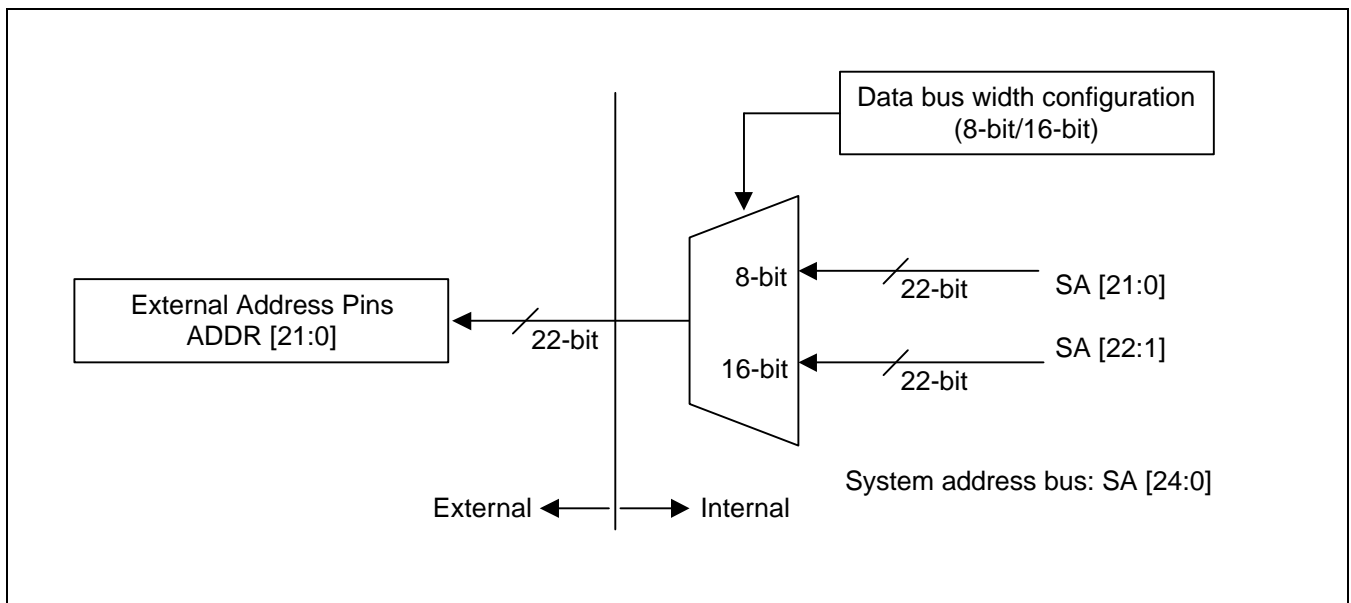 Data bus width configuration
(8-bit/16-bit)
External Address Pins
ADDR [21:0]
22-bit
8-bit
22-bit
SA [21:0]
16-bit
22-bit
SA [22:1]
System address bus: SA [24:0]
External
Internal